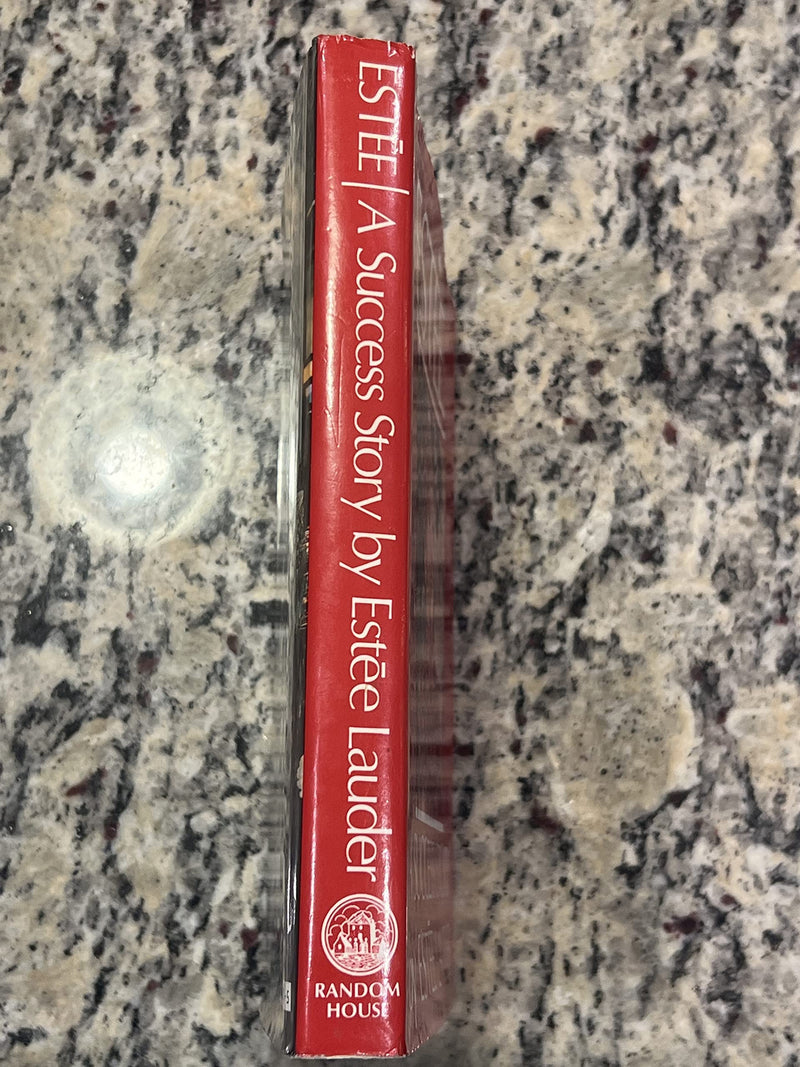 ESTĒE | A Success Story by Estēe Lauder
RANDOM
HOUSE